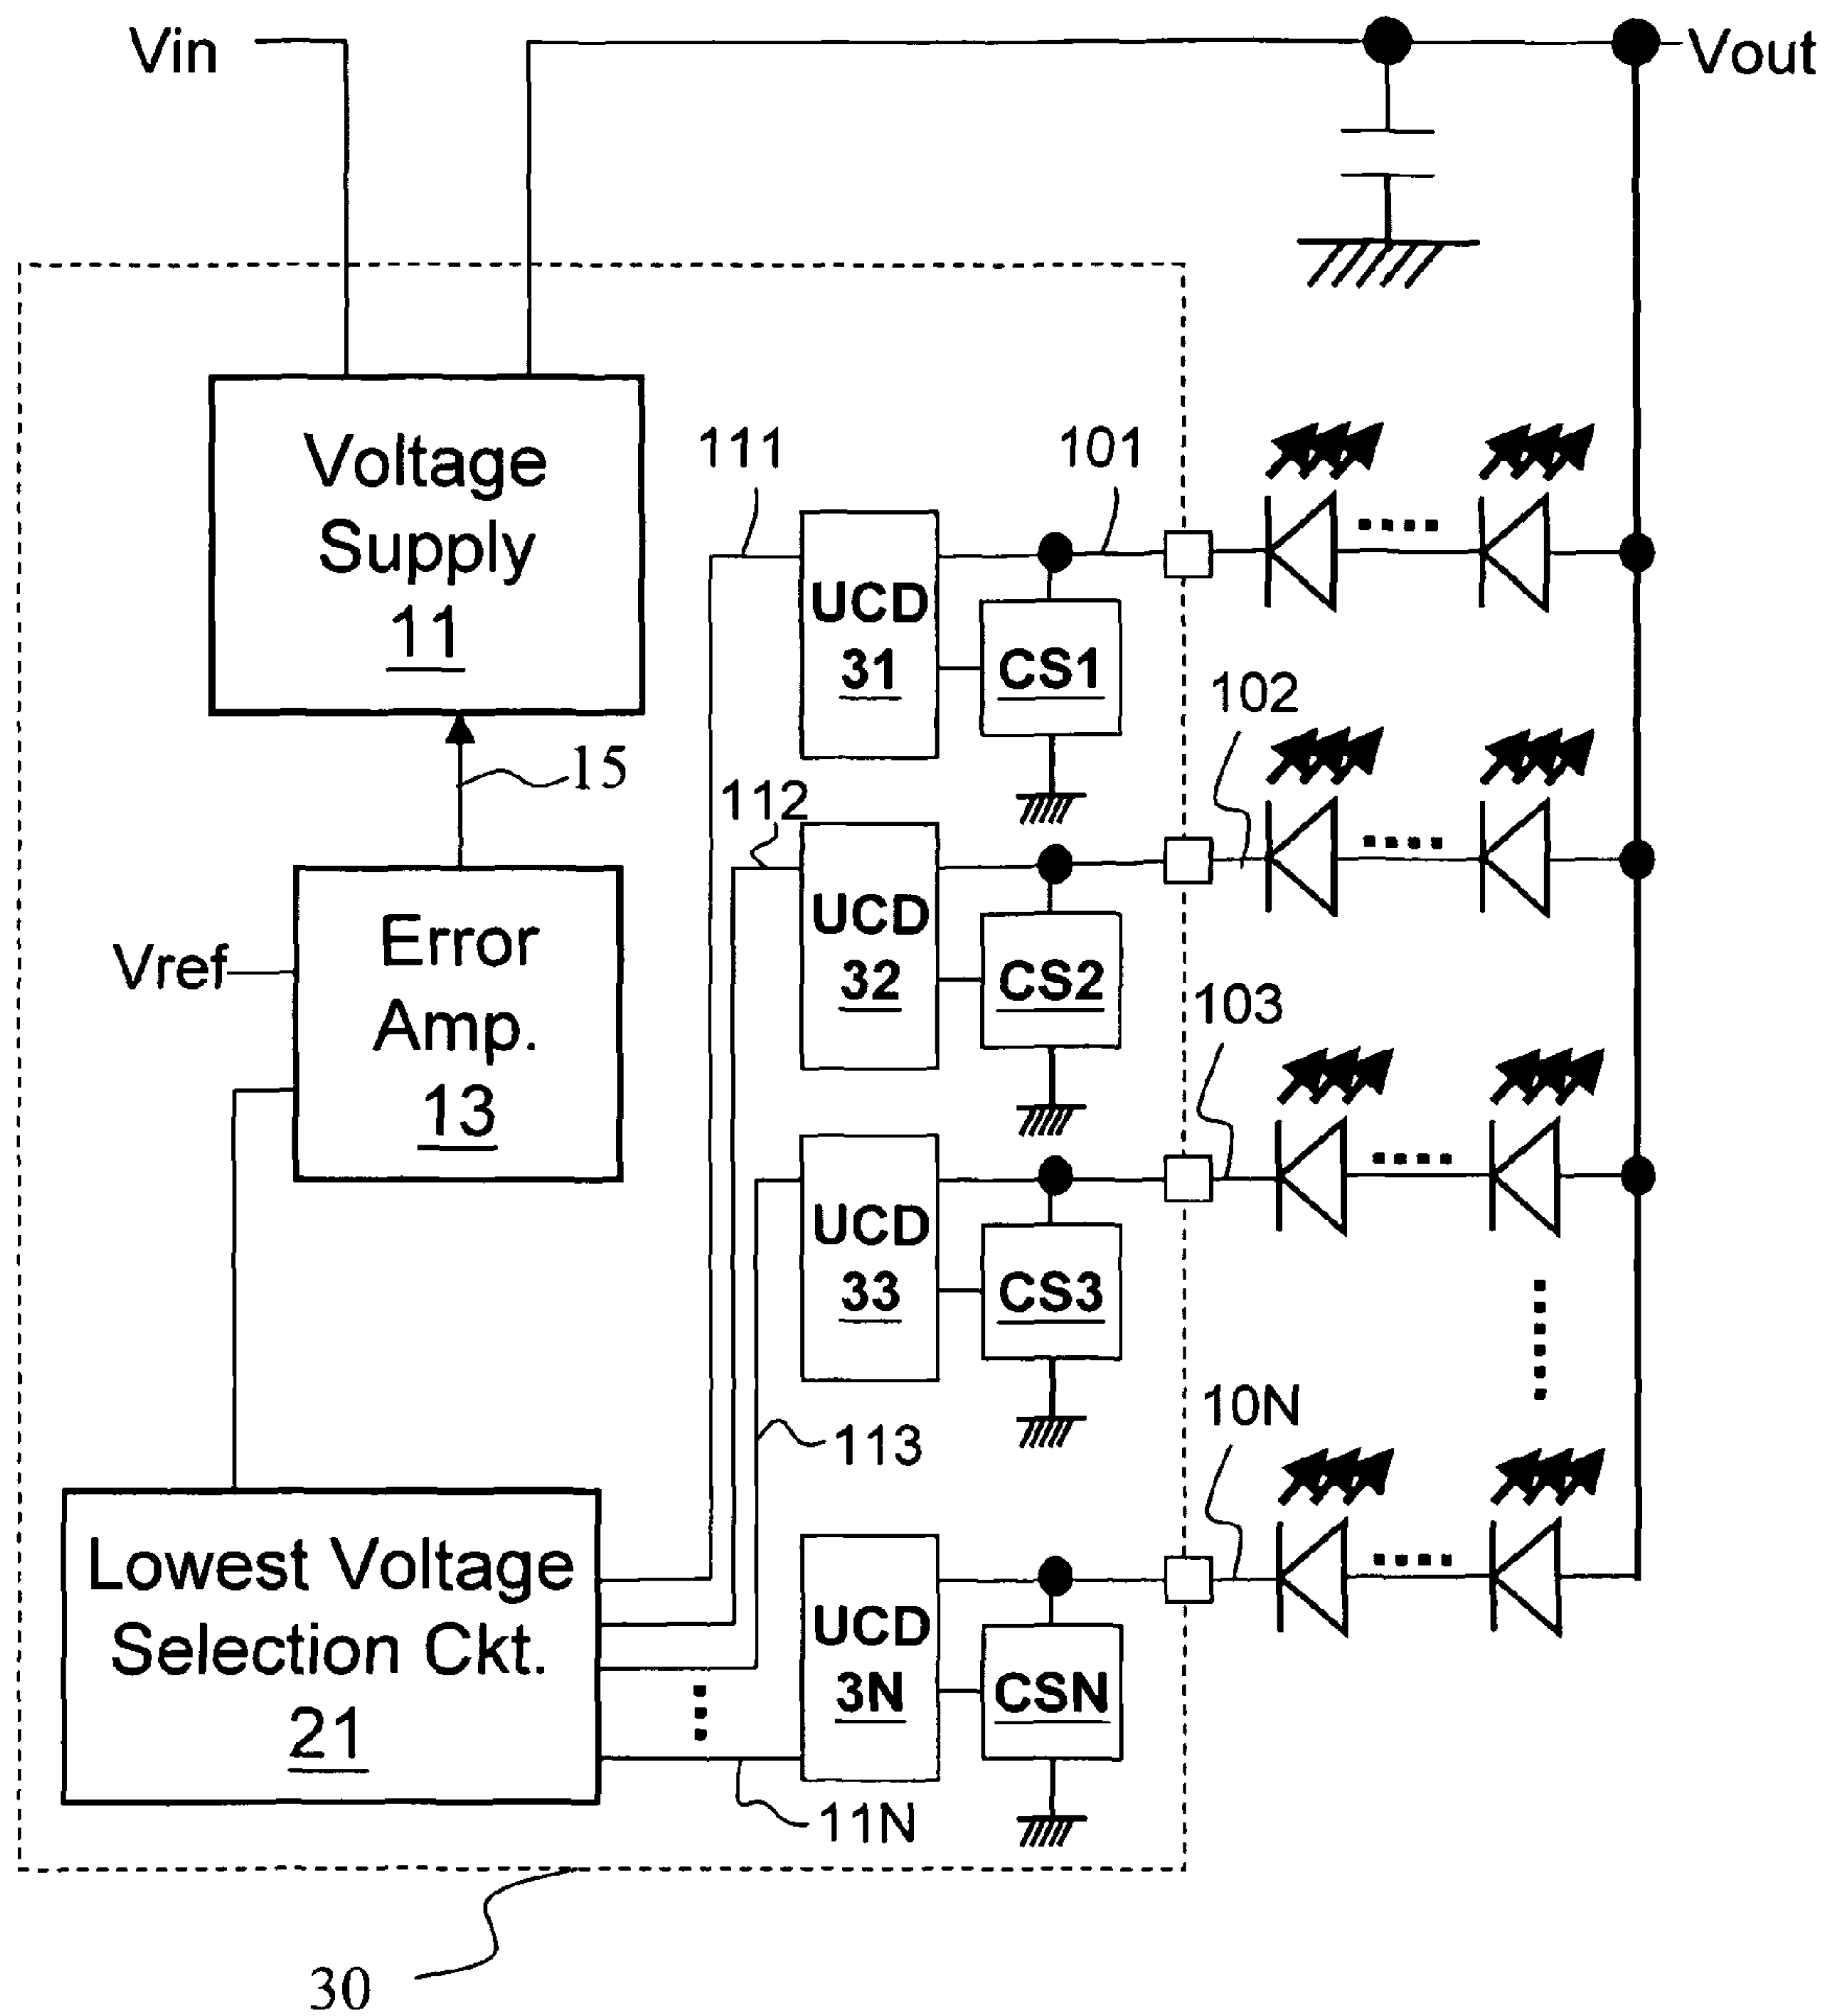 Vin
Vout
Voltage
Supply
11
111
101
UCD
31
CS1
15
102
112
UCD
32
CS2
Error
Amp.
13
Vref
103
UCD
33
CS3
113
10N
Lowest Voltage
Selection Ckt.
21
UCD
3N
CSN
11N
30